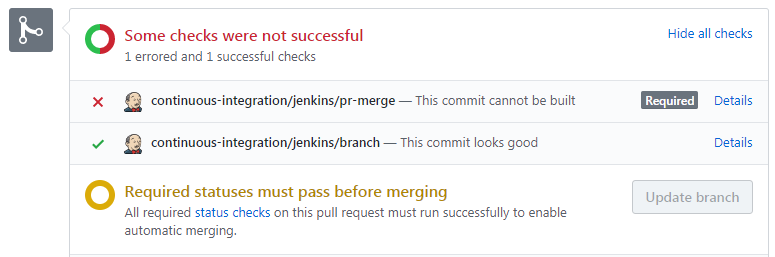 Some checks were not successful
Hide all checks
1 errored and 1 successful checks
continuous-integration/jenkins/pr-merge — This commit cannot be built
Required
Details
continuous-integration/jenkins/branch — This commit looks good
Details
Required statuses must pass before merging
Update branch
All required status checks on this pull request must run successfully to enable
automatic merging.